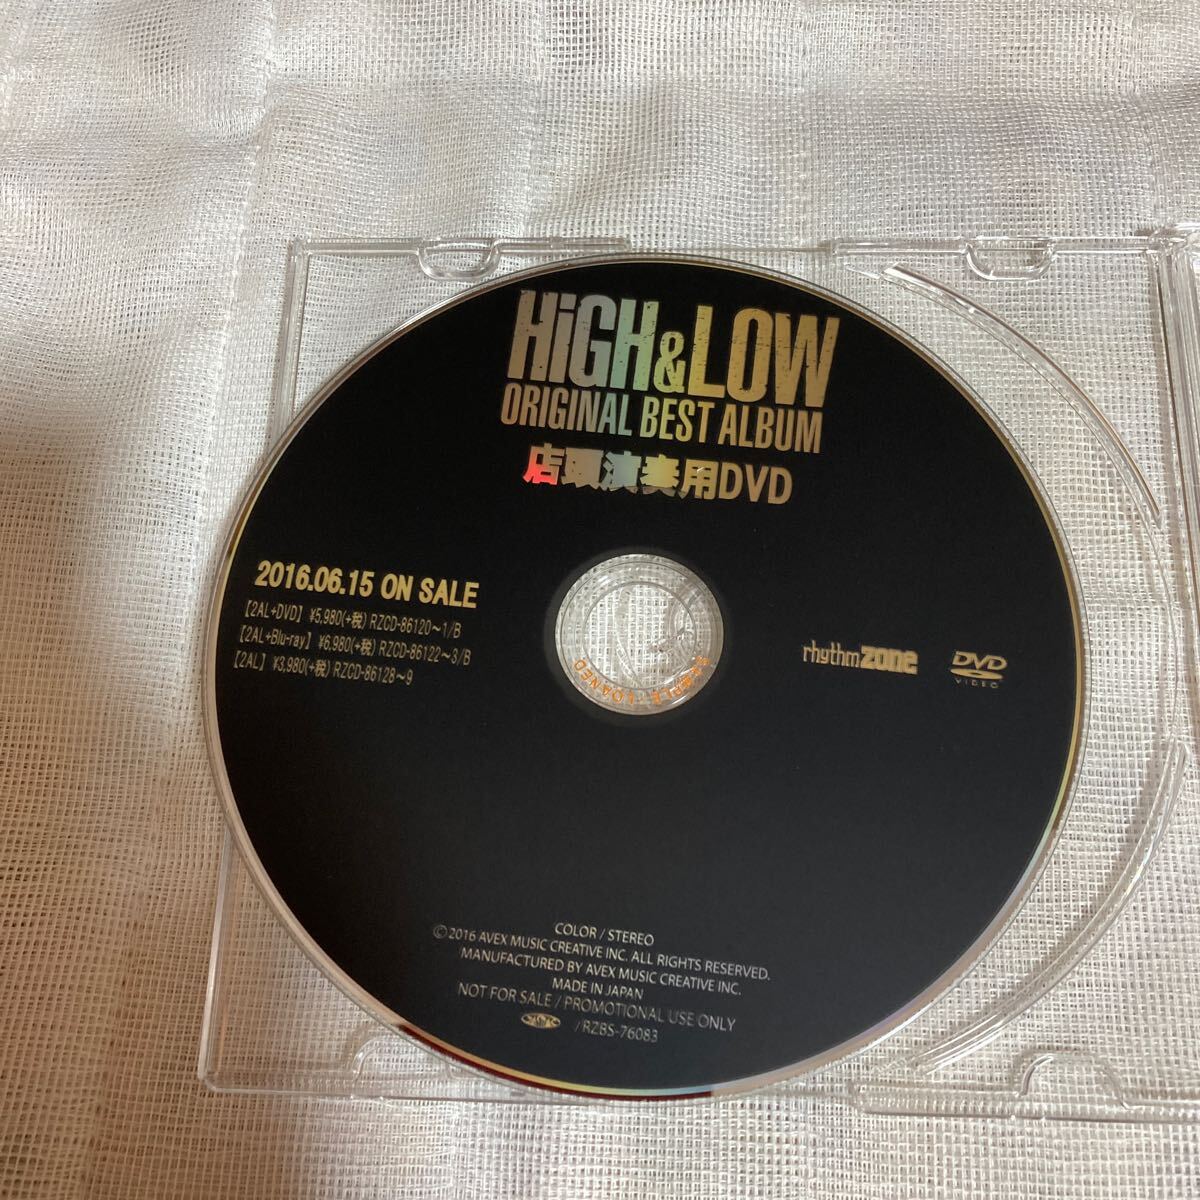 HiGH&LOW
ORIGINAL BEST ALBUM
店頭演奏用DVD
2016.06.15 ON SALE
【2AL+DVD】¥5,980(+税) RZCD-86120～1/B
【2AL+Blu-ray】¥6,980(+税) RZCD-86122～3/B
【2AL】¥3,980(+税) RZCD-86128～9
rhythm zone
DVD
VIDEO
SAMPLE LOANED
COLOR / STEREO
©2016 AVEX MUSIC CREATIVE INC. ALL RIGHTS RESERVED.
MANUFACTURED BY AVEX MUSIC CREATIVE INC.
MADE IN JAPAN
NOT FOR SALE / PROMOTIONAL USE ONLY
/RZBS-76083